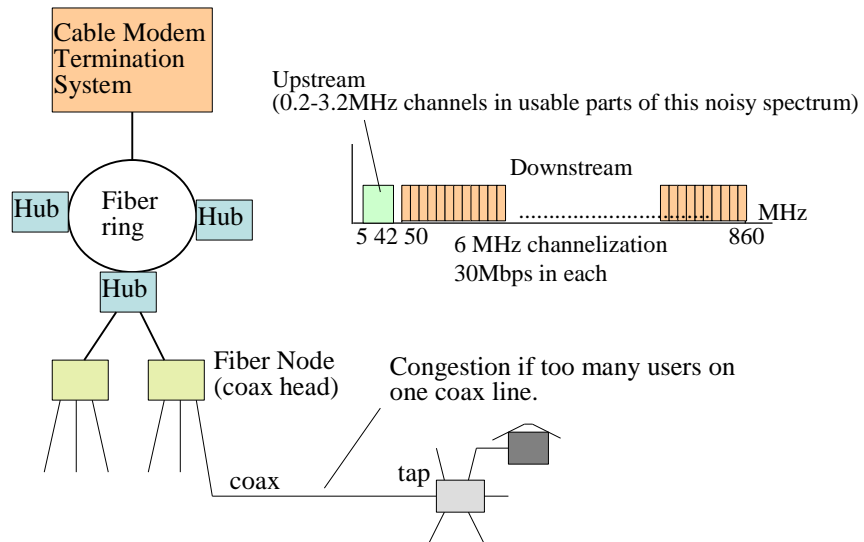 Cable Modem
Termination
System
Upstream
(0.2-3.2MHz channels in usable parts of this noisy spectrum)
Downstream
MHz
5 42 50
860
6 MHz channelization
30Mbps in each
Hub
Fiber
ring
Hub
Hub
Fiber Node
(coax head)
Congestion if too many users on
one coax line.
coax
tap